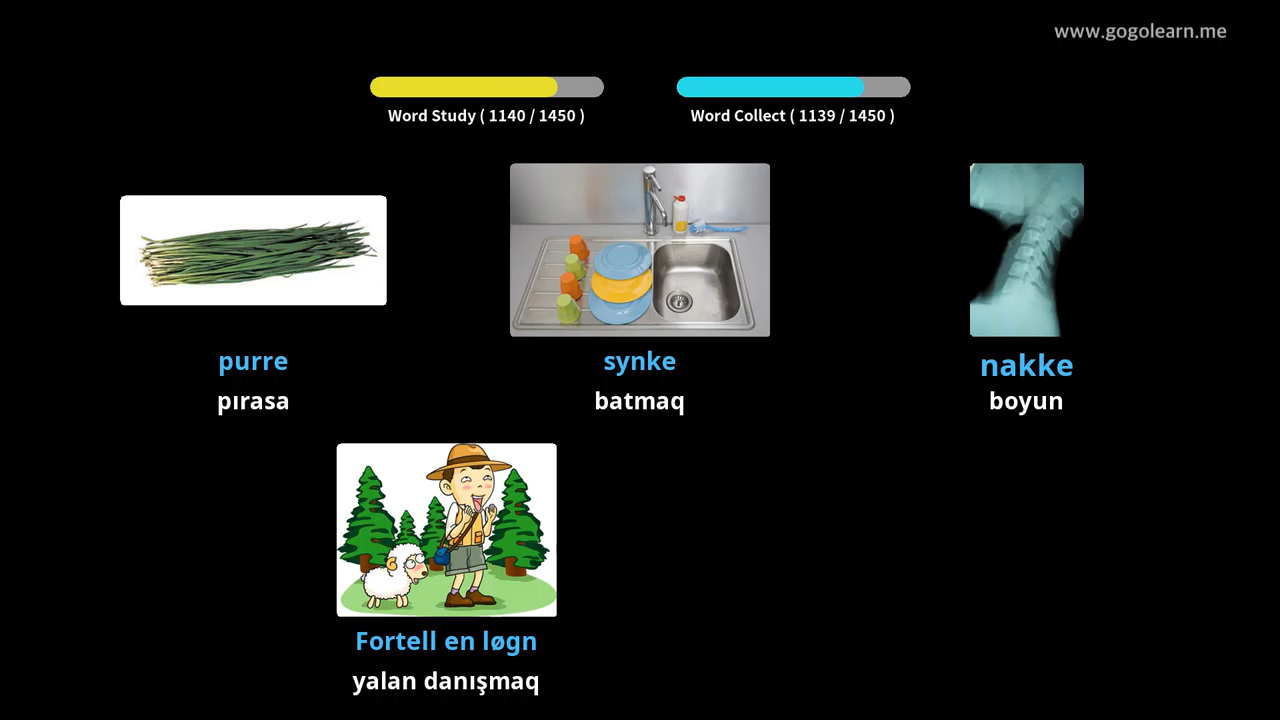 www.gogolearn.me
Word Study ( 1140 / 1450 )
Word Collect ( 1139 / 1450 )
purre
synke
nakke
pırasa
batmaq
boyun
Fortell en løgn
yalan danışmaq